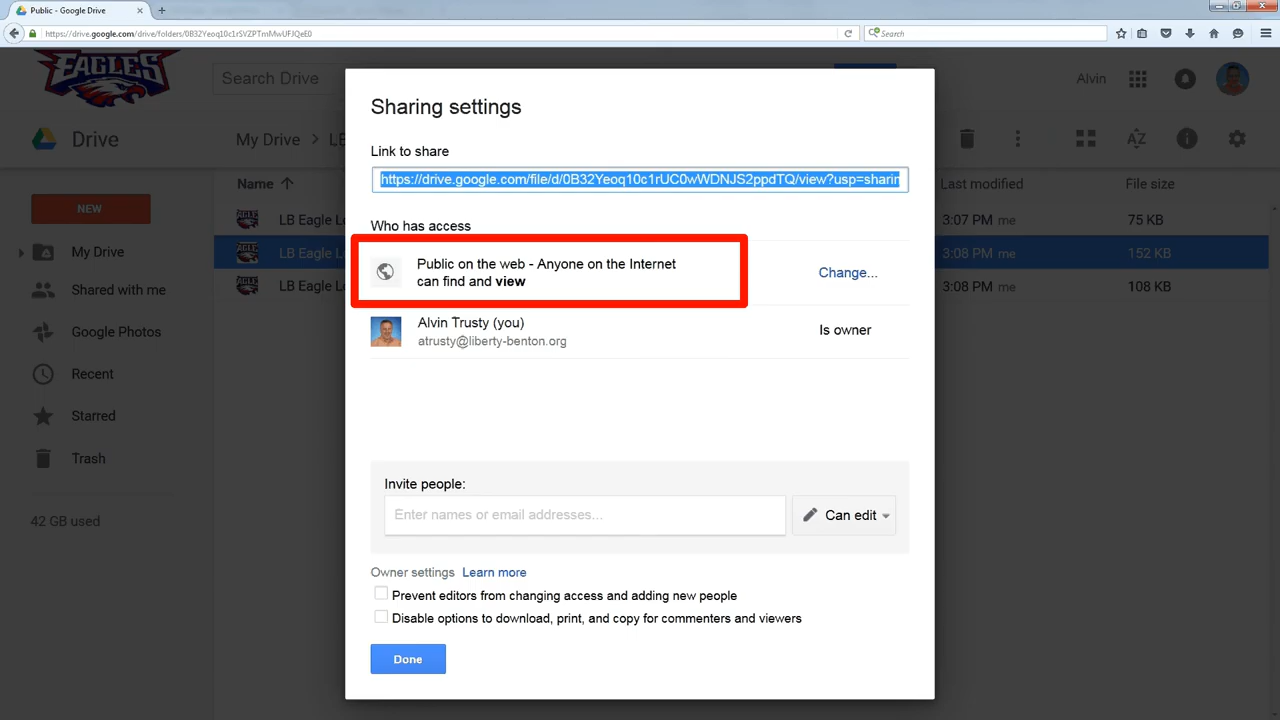 Public - Google Drive
https://drive.google.com/drive/folders/0B32Yeoq10c1rSVZPTmMwUFJQeE0
Search
EAGLES
Search Drive
Alvin
Drive
My Drive > LB
Sharing settings
Link to share
https://drive.google.com/file/d/0B32Yeoq10c1rUC0wWDNJS2ppdTQ/view?usp=sharin
Who has access
Public on the web - Anyone on the Internet
can find and view
Change...
Alvin Trusty (you)
atrusty@liberty-benton.org
Is owner
Invite people:
Enter names or email addresses...
Can edit
Owner settings Learn more
Prevent editors from changing access and adding new people
Disable options to download, print, and copy for commenters and viewers
Done
NEW
My Drive
Shared with me
Google Photos
Recent
Starred
Trash
42 GB used
Name
Last modified
File size
LB Eagle Lo
3:07 PM me
75 KB
LB Eagle Lo
3:08 PM me
152 KB
LB Eagle Lo
3:08 PM me
108 KB